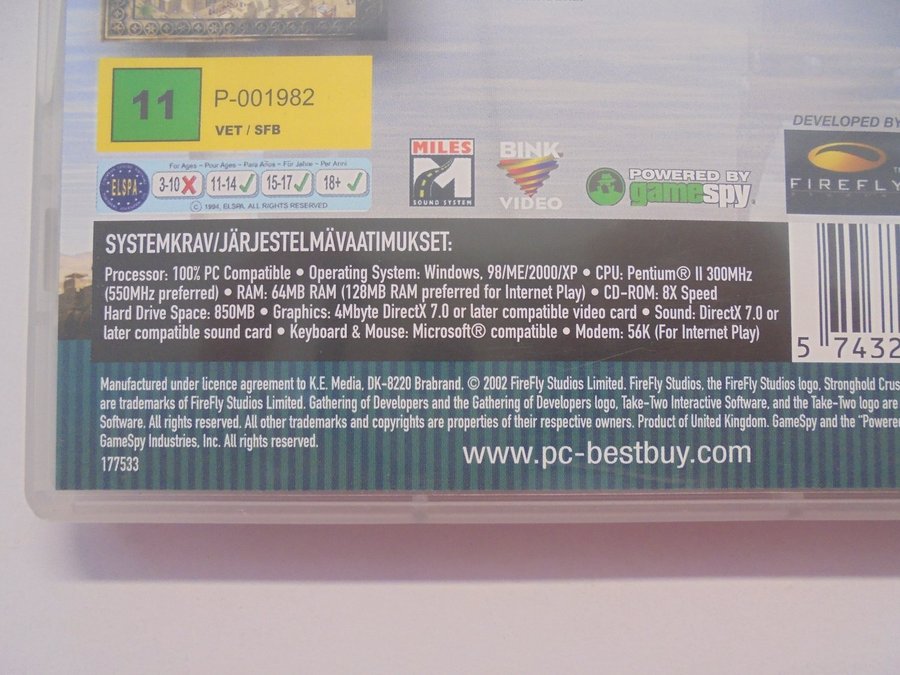 11
P-001982
VET / SFB
For Ages - Pour Ages - Para Años - Für Jahre - Per Anni
ELSPA
3-10 11-14 15-17 18+
© 1994, ELSPA. ALL RIGHTS RESERVED
MILES
SOUND SYSTEM
BINK
VIDEO
POWERED BY
gamespy
DEVELOPED BY
FIREFLY
SYSTEMKRAV/JÄRJESTELMÄVAATIMUKSET:
Processor: 100% PC Compatible • Operating System: Windows, 98/ME/2000/XP • CPU: Pentium® II 300MHz
(550MHz preferred) • RAM: 64MB RAM (128MB RAM preferred for Internet Play) • CD-ROM: 8X Speed
Hard Drive Space: 850MB • Graphics: 4Mbyte DirectX 7.0 or later compatible video card • Sound: DirectX 7.0 or
later compatible sound card • Keyboard & Mouse: Microsoft® compatible • Modem: 56K (For Internet Play)
5 7432
Manufactured under licence agreement to K.E. Media, DK-8220 Brabrand. © 2002 FireFly Studios Limited. FireFly Studios, the FireFly Studios logo, Stronghold Crus
are trademarks of FireFly Studios Limited. Gathering of Developers and the Gathering of Developers logo, Take-Two Interactive Software, and the Take-Two logo are
Software. All rights reserved. All other trademarks and copyrights are properties of their respective owners. Product of United Kingdom. GameSpy and the "Powere
GameSpy Industries, Inc. All rights reserved.
177533
www.pc-bestbuy.com